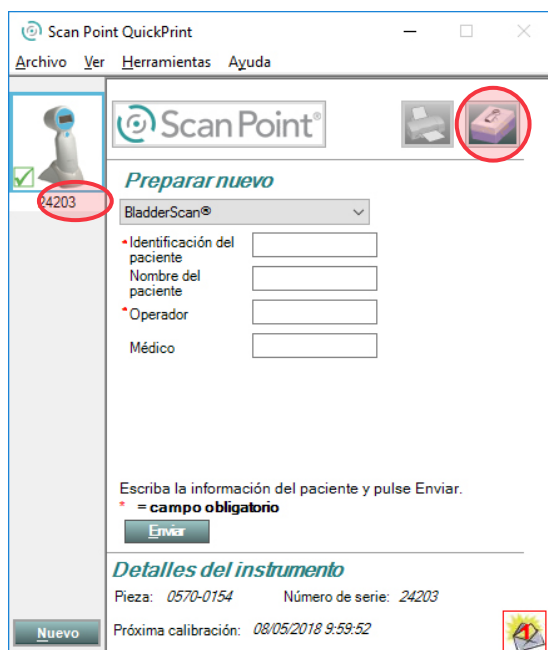 Scan Point QuickPrint
Archivo Ver Herramientas Ayuda
Scan Point®
24203
Preparar nuevo
BladderScan®
*Identificación del
paciente
Nombre del
paciente
*Operador
Médico
Escriba la información del paciente y pulse Enviar.
* = campo obligatorio
Enviar
Detalles del instrumento
Pieza: 0570-0154 Número de serie: 24203
Nuevo
Próxima calibración: 08/05/2018 9:59:52